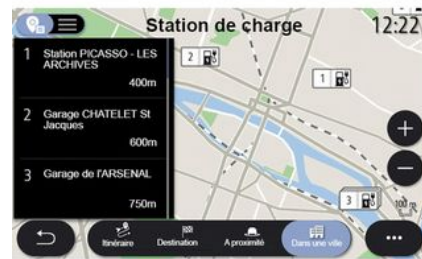 Station de charge
12:22
1 Station PICASSO - LES
ARCHIVES
400m
2 Garage CHATELET St
Jacques
600m
3 Garage de l'ARSENAL
750m
2
1
3
100 m
Itinéraire
Destination
A proximité
Dans une ville